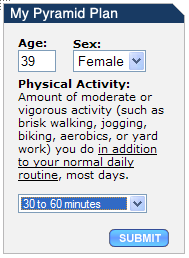 My Pyramid Plan
Age: Sex:
39 Female
Physical Activity:
Amount of moderate or
vigorous activity (such as
brisk walking, jogging,
biking, aerobics, or yard
work) you do in addition
to your normal daily
routine, most days.
30 to 60 minutes
SUBMIT